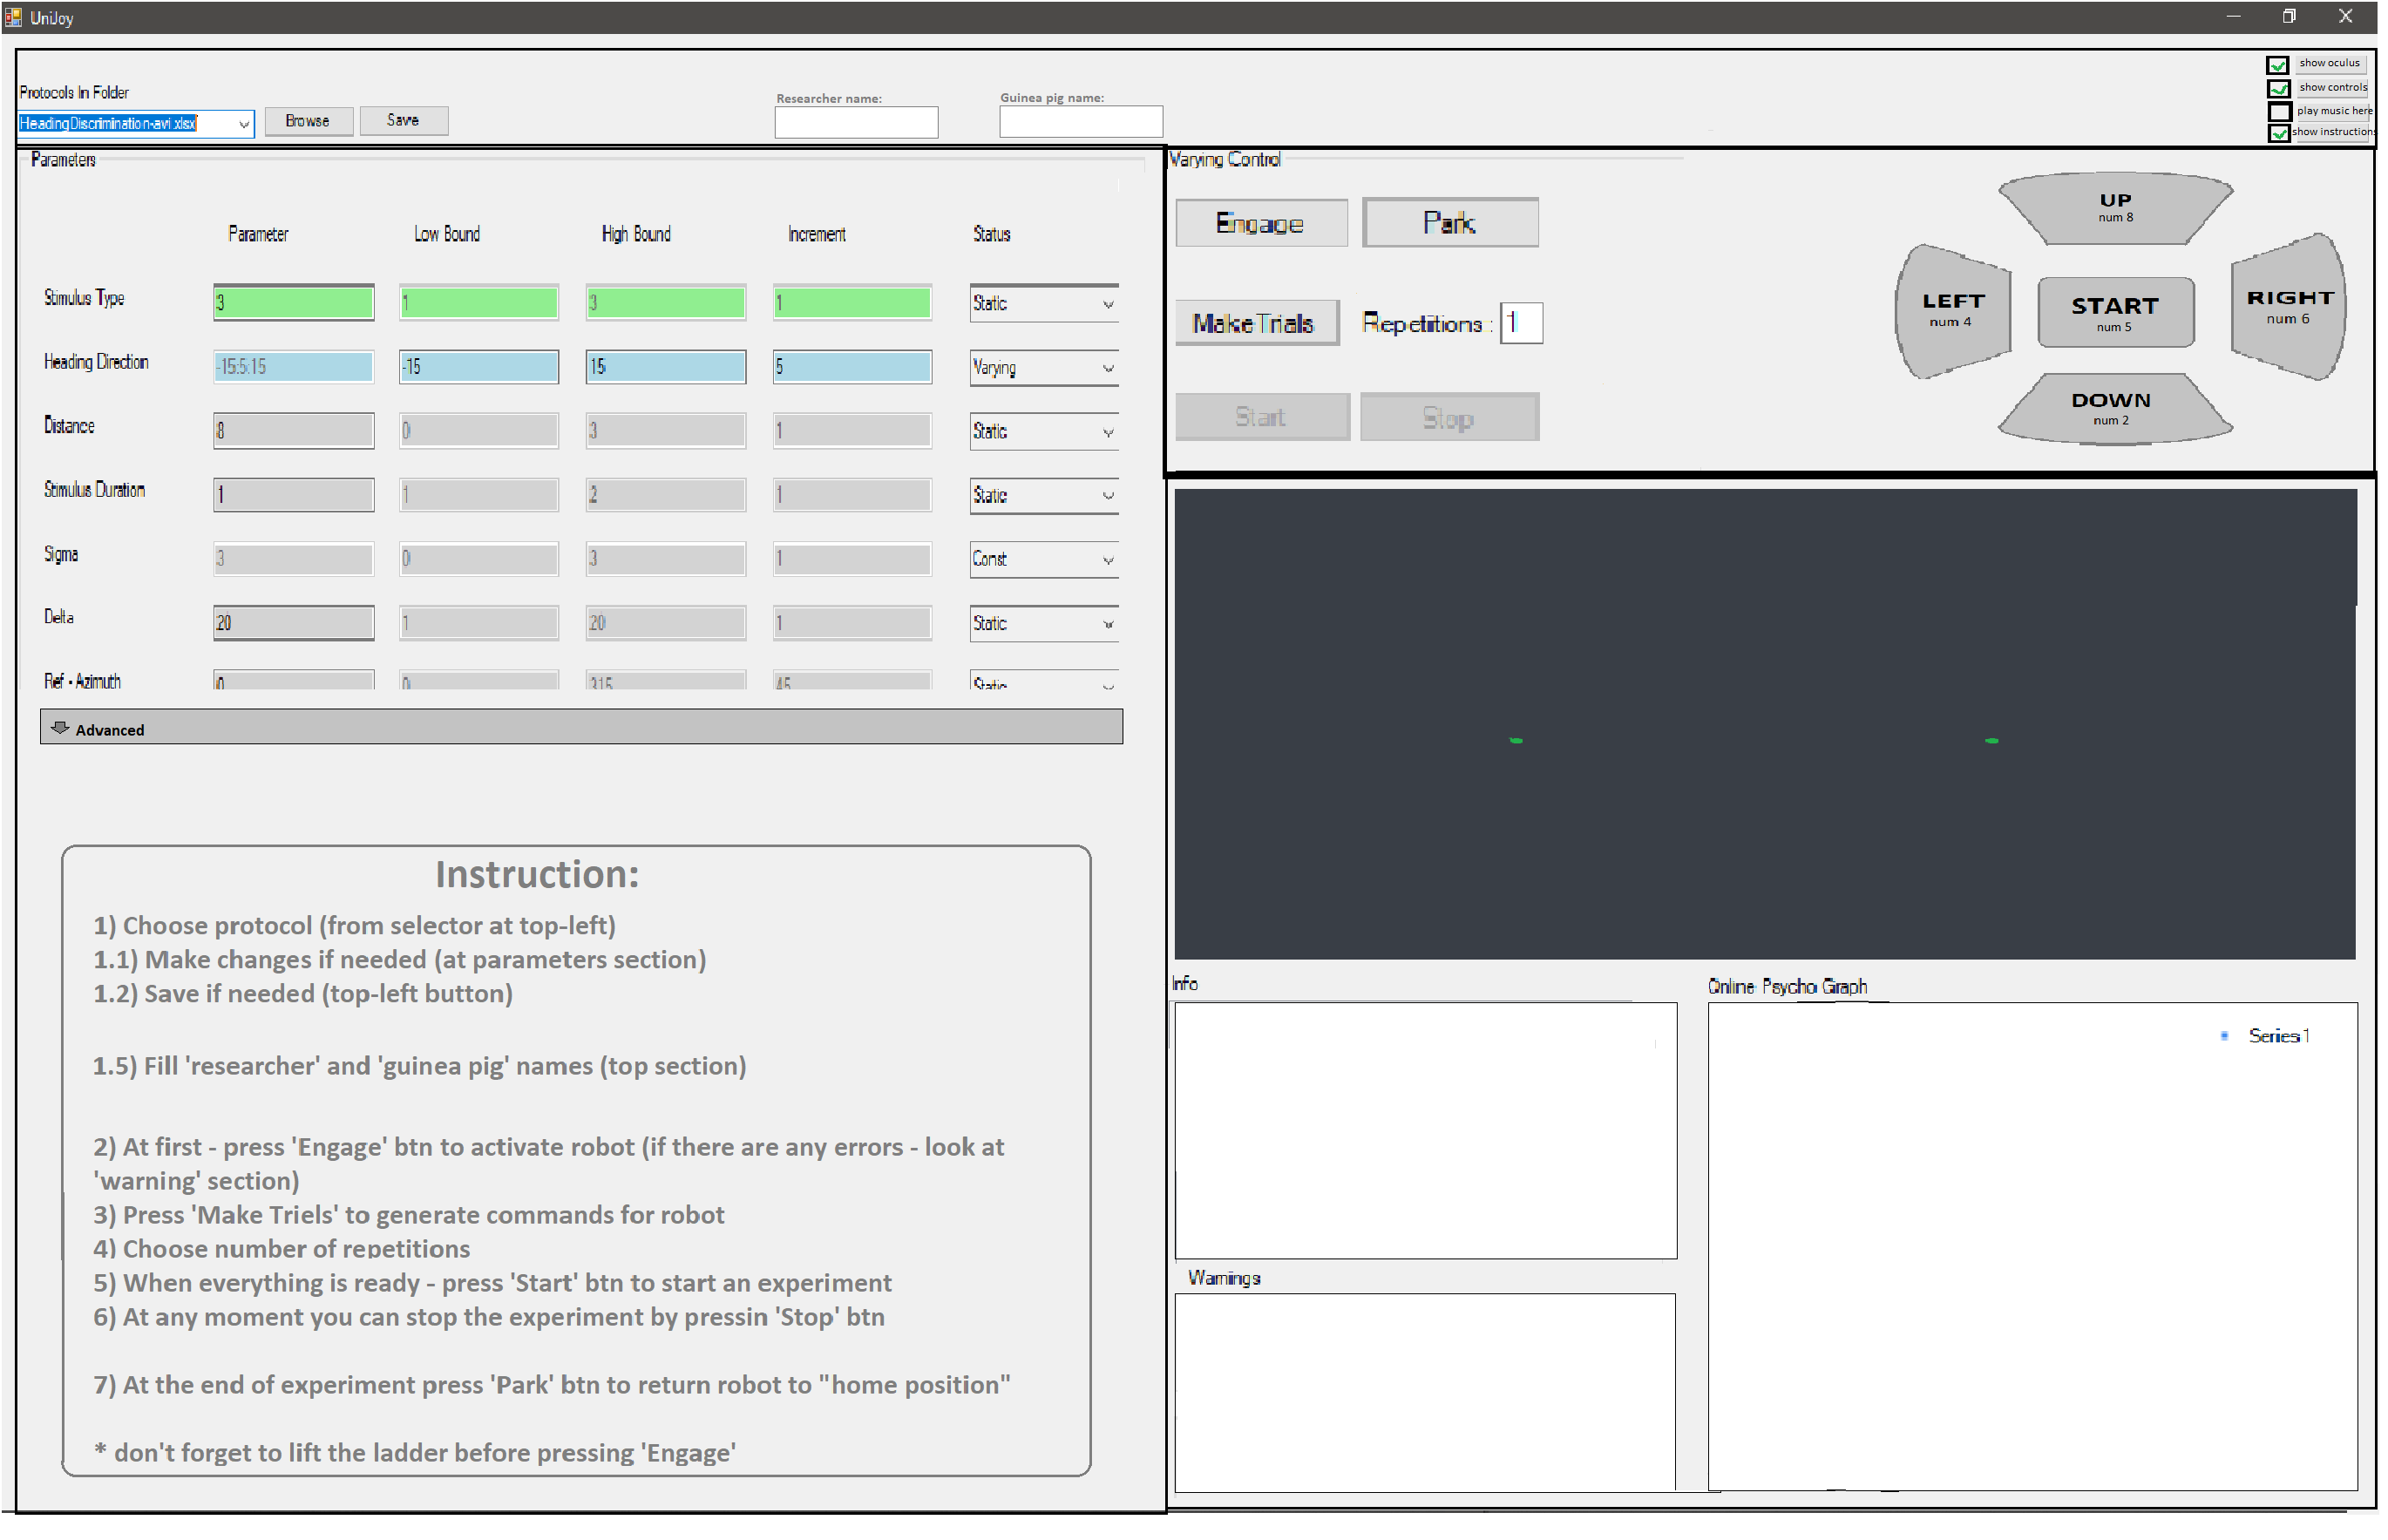 UniJoy
show oculus
show controls
play music here
show instructions
Protocols In Folder
HeadingDiscrimination-avi.xlsx
Browse
Save
Researcher name:
Guinea pig name:
Parameters
Parameter Low Bound High Bound Increment Status
Stimulus Type 3 1 3 1 Static
Heading Direction -15:5:15 -15 15 5 Varying
Distance 8 0 3 1 Static
Stimulus Duration 1 1 2 1 Static
Sigma 3 0 3 1 Const
Delta 20 1 20 1 Static
Ref - Azimuth 0 0 315 45 Static
Advanced
Instruction:
1) Choose protocol (from selector at top-left)
1.1) Make changes if needed (at parameters section)
1.2) Save if needed (top-left button)
1.5) Fill 'researcher' and 'guinea pig' names (top section)
2) At first - press 'Engage' btn to activate robot (if there are any errors - look at
'warning' section)
3) Press 'Make Triels' to generate commands for robot
4) Choose number of repetitions
5) When everything is ready - press 'Start' btn to start an experiment
6) At any moment you can stop the experiment by pressin 'Stop' btn
7) At the end of experiment press 'Park' btn to return robot to "home position"
* don't forget to lift the ladder before pressing 'Engage'
Varying Control
Engage
Park
MakeTrials
Repetitions : 1
Start
Stop
UP
num 8
LEFT
num 4
START
num 5
RIGHT
num 6
DOWN
num 2
Info
Warnings
Online Psycho Graph
Series1